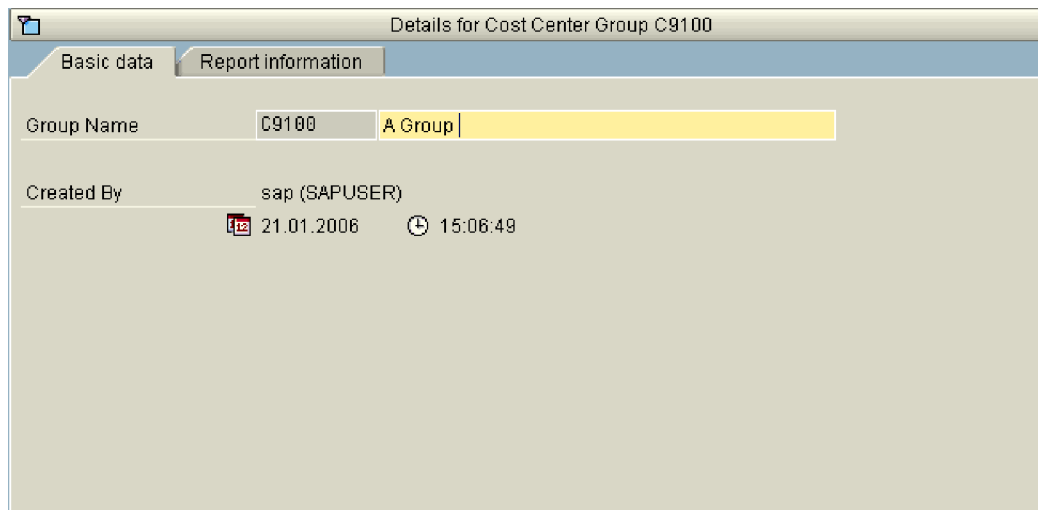 Details for Cost Center Group C9100
Basic data Report information
Group Name C9100 A Group
Created By sap (SAPUSER)
21.01.2006 15:06:49